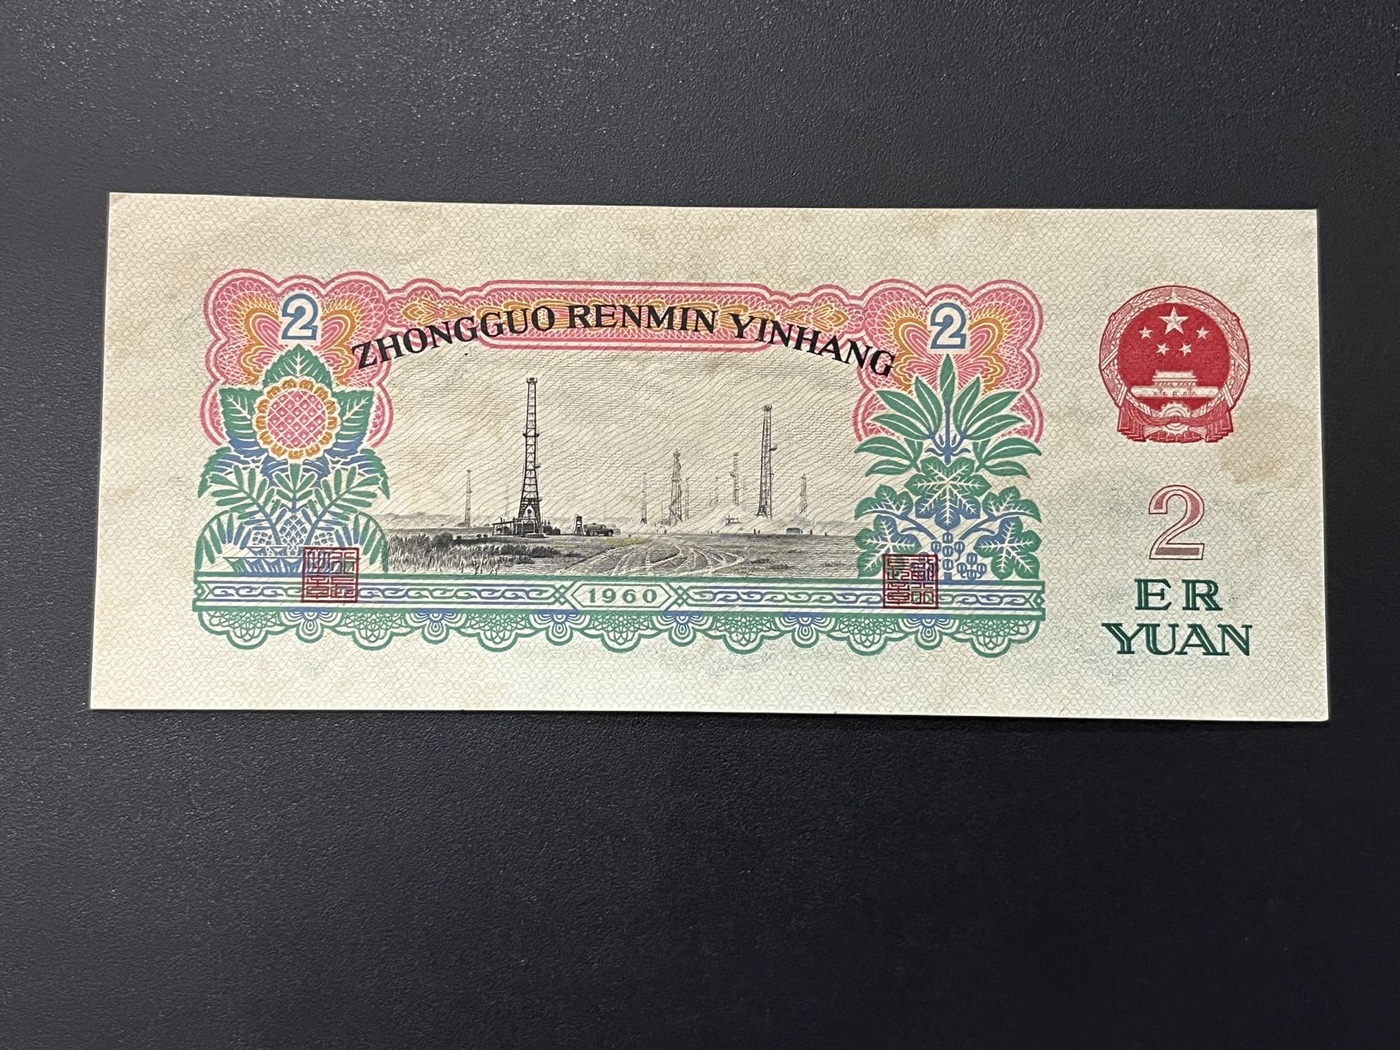 2
2
ZHONGGUO RENMIN YINHANG
1960
2
ER
YUAN